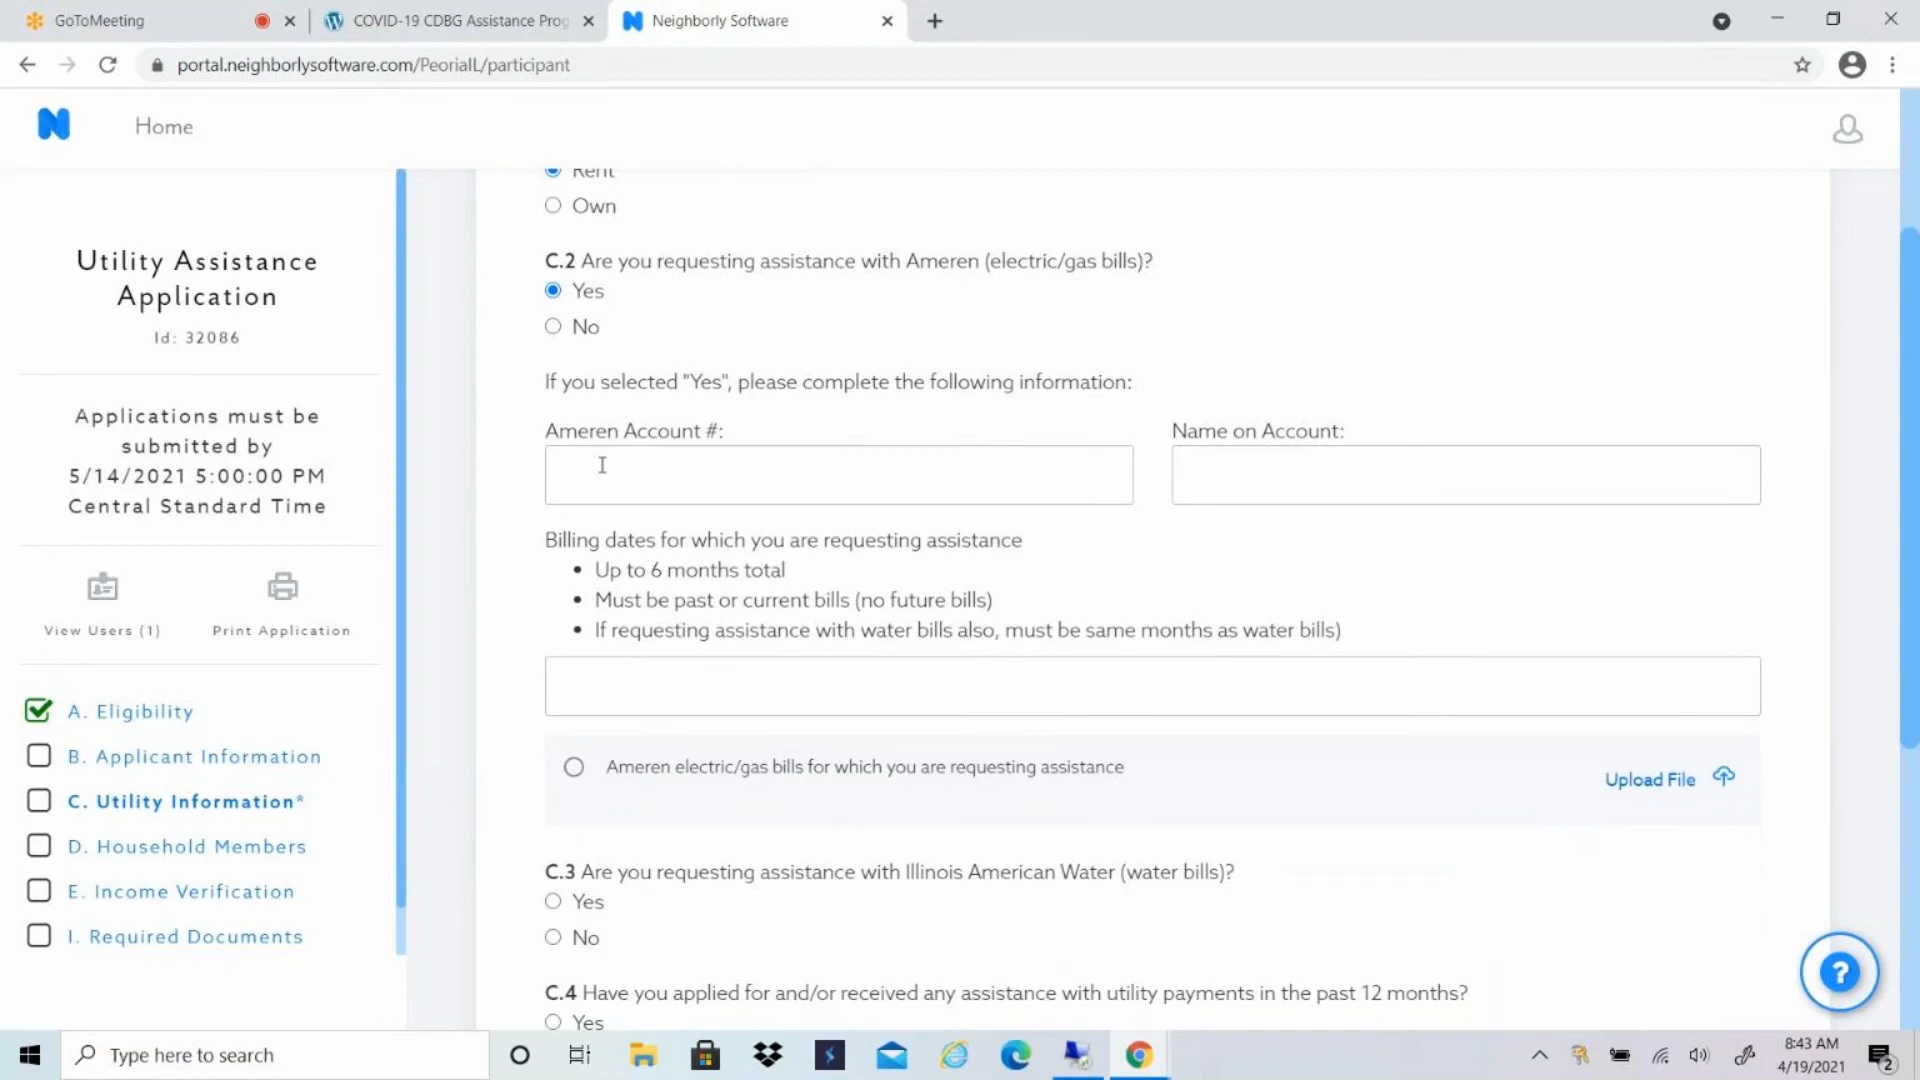 GoToMeeting
COVID-19 CDBG Assistance Prog
Neighborly Software
portal.neighborlysoftware.com/PeoriaIL/participant
Home
Utility Assistance
Application
Id: 32086
Applications must be
submitted by
5/14/2021 5:00:00 PM
Central Standard Time
View Users (1)
Print Application
A. Eligibility
B. Applicant Information
C. Utility Information*
D. Household Members
E. Income Verification
I. Required Documents
Rent
Own
C.2 Are you requesting assistance with Ameren (electric/gas bills)?
Yes
No
If you selected "Yes", please complete the following information:
Ameren Account #:
Name on Account:
Billing dates for which you are requesting assistance
• Up to 6 months total
• Must be past or current bills (no future bills)
• If requesting assistance with water bills also, must be same months as water bills)
Ameren electric/gas bills for which you are requesting assistance
Upload File
C.3 Are you requesting assistance with Illinois American Water (water bills)?
Yes
No
C.4 Have you applied for and/or received any assistance with utility payments in the past 12 months?
Yes
?
Type here to search
8:43 AM
4/19/2021
2